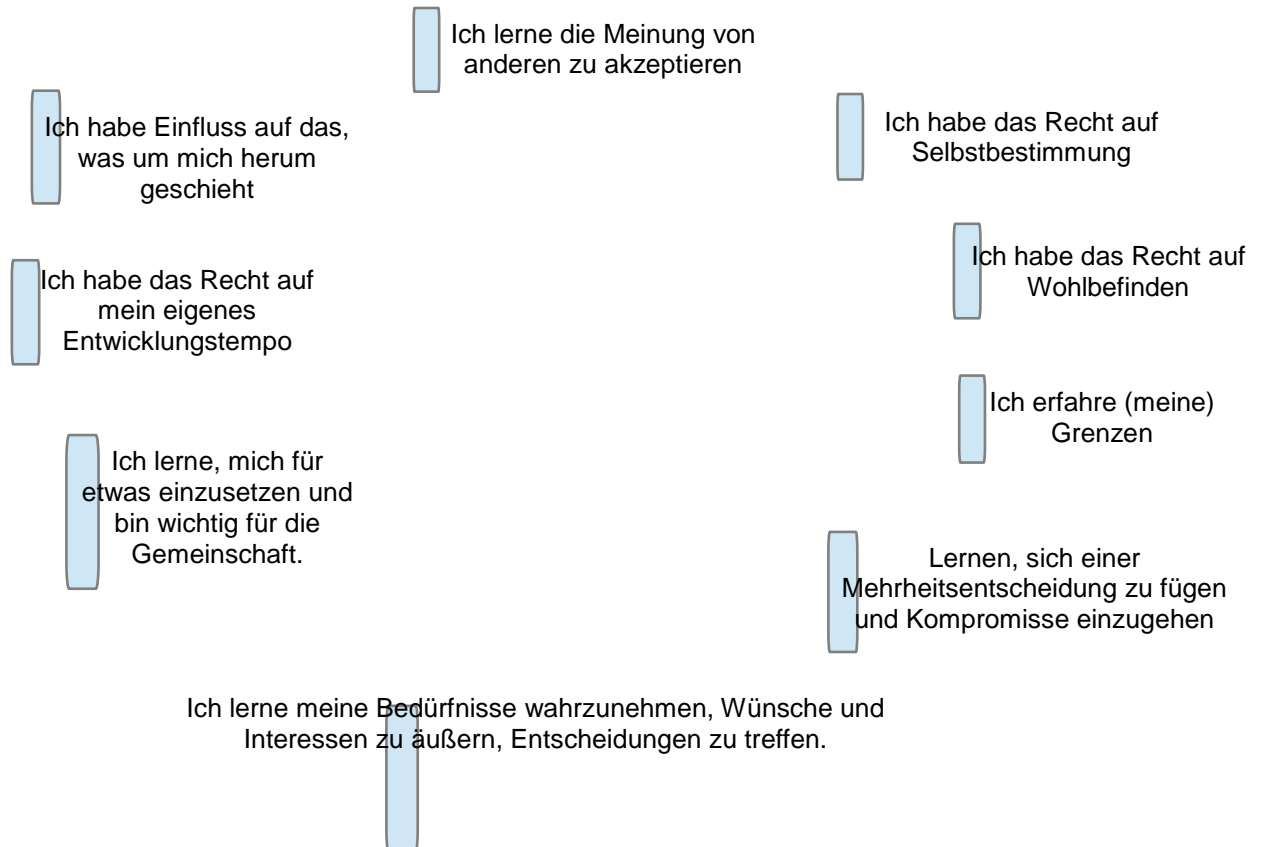 Ich lerne die Meinung von
anderen zu akzeptieren
Ich habe Einfluss auf das,
was um mich herum
geschieht
Ich habe das Recht auf
Selbstbestimmung
Ich habe das Recht auf
Wohlbefinden
Ich habe das Recht auf
mein eigenes
Entwicklungstempo
Ich erfahre (meine)
Grenzen
Ich lerne, mich für
etwas einzusetzen und
bin wichtig für die
Gemeinschaft.
Lernen, sich einer
Mehrheitsentscheidung zu fügen
und Kompromisse einzugehen
Ich lerne meine Bedürfnisse wahrzunehmen, Wünsche und
Interessen zu äußern, Entscheidungen zu treffen.